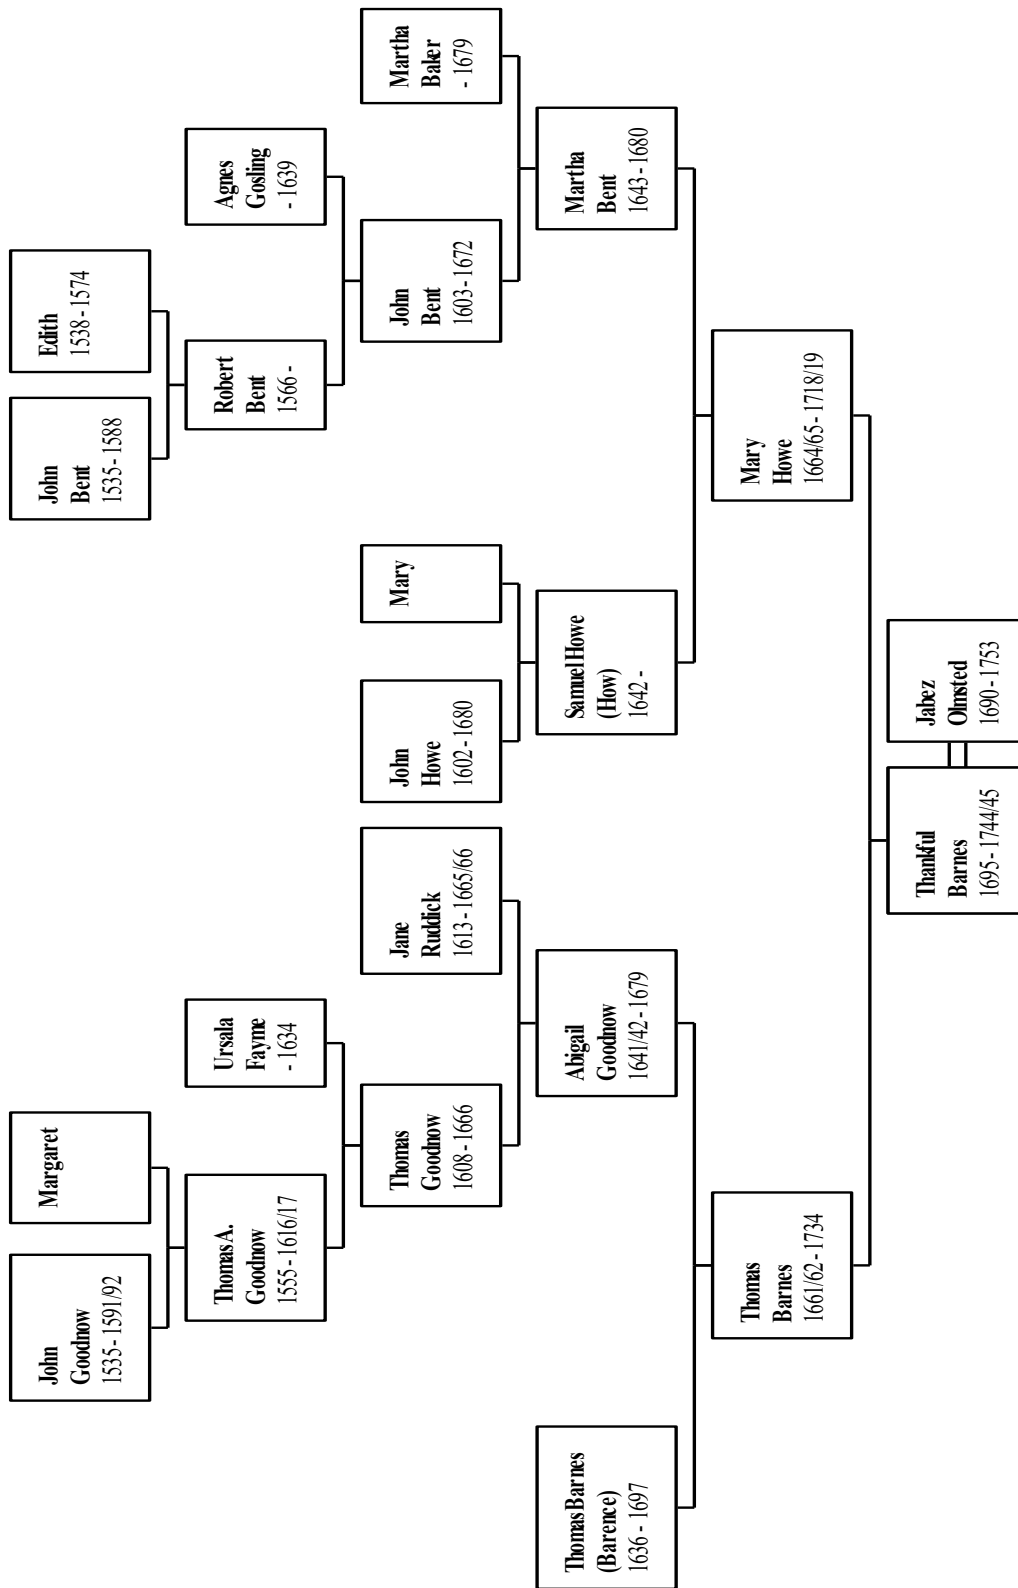 John
Goodnow
1535 - 1591/92
Margaret
John
Bent
1535 - 1588
Edith
1538 - 1574
Thomas A.
Goodnow
1555 - 1616/17
Ursala
Fayme
- 1634
Robert
Bent
1566 -
Agnes
Gosling
- 1639
Thomas
Goodnow
1608 - 1666
Jane
Ruddick
1613 - 1665/66
John
Howe
1602 - 1680
Mary
John
Bent
1603 - 1672
Martha
Baker
- 1679
Thomas Barnes
(Barence)
1636 - 1697
Abigail
Goodnow
1641/42 - 1679
Samuel Howe
(How)
1642 -
Martha
Bent
1643 - 1680
Thomas
Barnes
1661/62 - 1734
Mary
Howe
1664/65 - 1718/19
Thankful
Barnes
1695 - 1744/45
Jabez
Olmsted
1690 - 1753